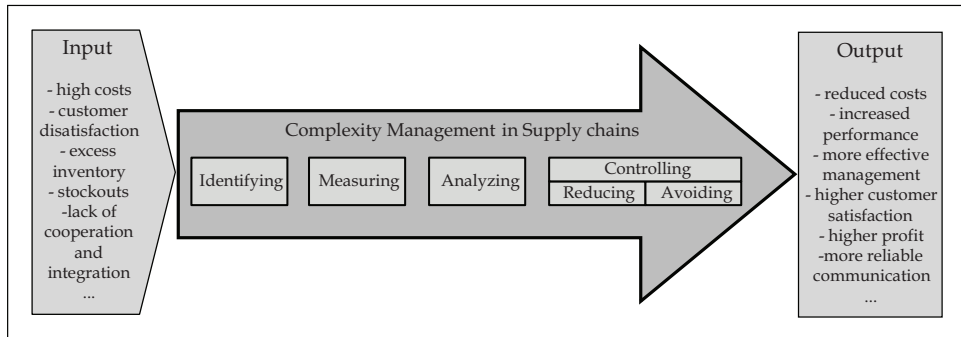 Input
- high costs
- customer
disatisfaction
- excess
inventory
- stockouts
-lack of
cooperation
and
integration
...
Complexity Management in Supply chains
Identifying
Measuring
Analyzing
Controlling
Reducing
Avoiding
Output
- reduced costs
- increased
performance
- more effective
management
- higher customer
satisfaction
- higher profit
-more reliable
communication
...